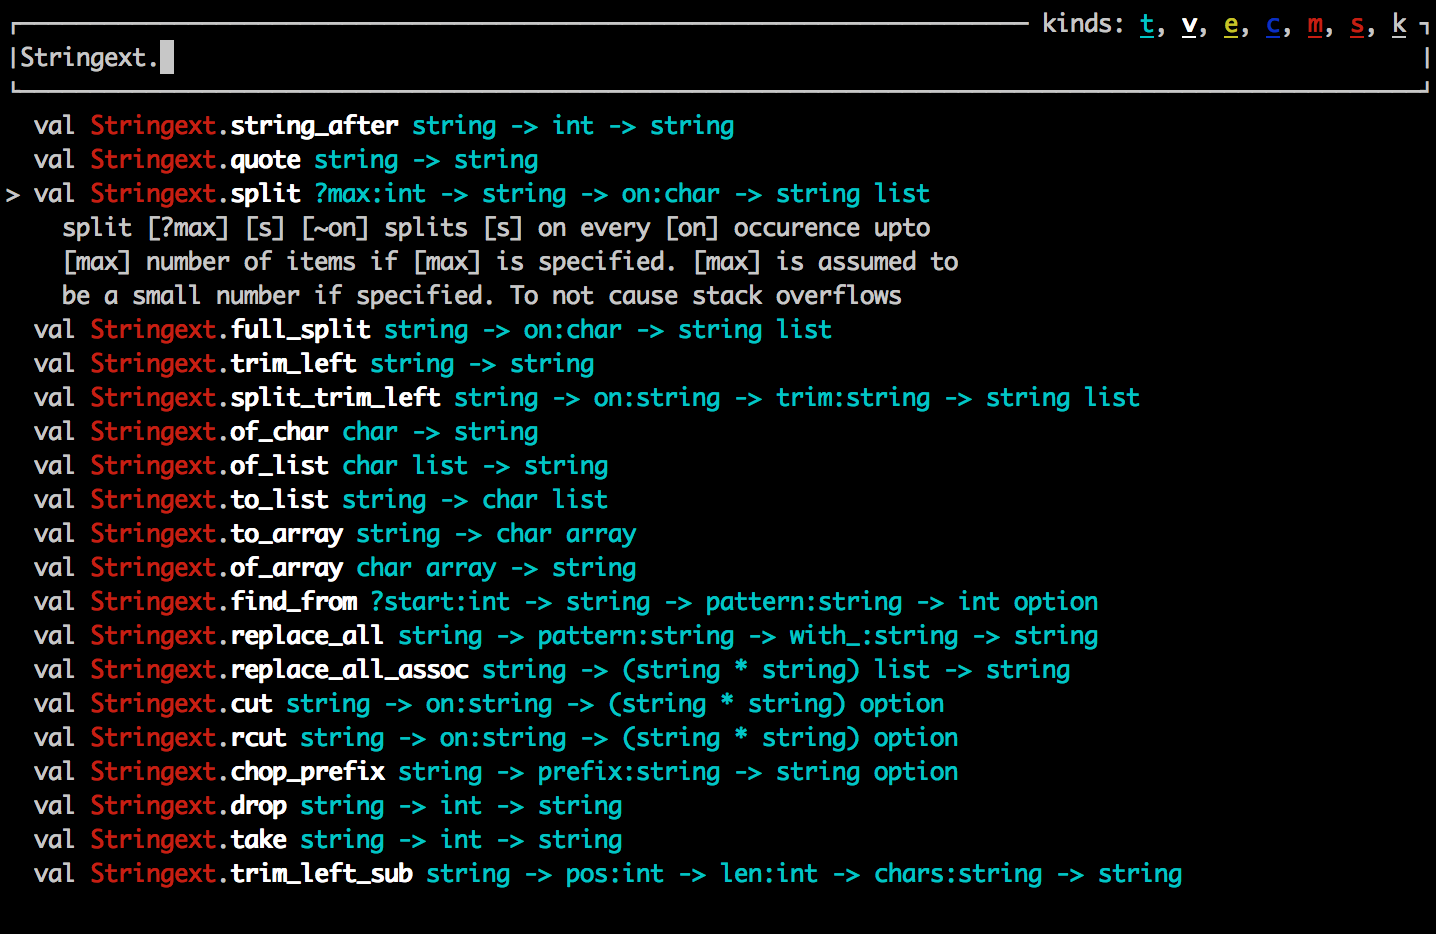 kinds: t, v, e, c, m, s, k
Stringext.
val Stringext.string_after string -> int -> string
val Stringext.quote string -> string
> val Stringext.split ?max:int -> string -> on:char -> string list
split [?max] [s] [~on] splits [s] on every [on] occurence upto
[max] number of items if [max] is specified. [max] is assumed to
be a small number if specified. To not cause stack overflows
val Stringext.full_split string -> on:char -> string list
val Stringext.trim_left string -> string
val Stringext.split_trim_left string -> on:string -> trim:string -> string list
val Stringext.of_char char -> string
val Stringext.of_list char list -> string
val Stringext.to_list string -> char list
val Stringext.to_array string -> char array
val Stringext.of_array char array -> string
val Stringext.find_from ?start:int -> string -> pattern:string -> int option
val Stringext.replace_all string -> pattern:string -> with_:string -> string
val Stringext.replace_all_assoc string -> (string * string) list -> string
val Stringext.cut string -> on:string -> (string * string) option
val Stringext.rcut string -> on:string -> (string * string) option
val Stringext.chop_prefix string -> prefix:string -> string option
val Stringext.drop string -> int -> string
val Stringext.take string -> int -> string
val Stringext.trim_left_sub string -> pos:int -> len:int -> chars:string -> string